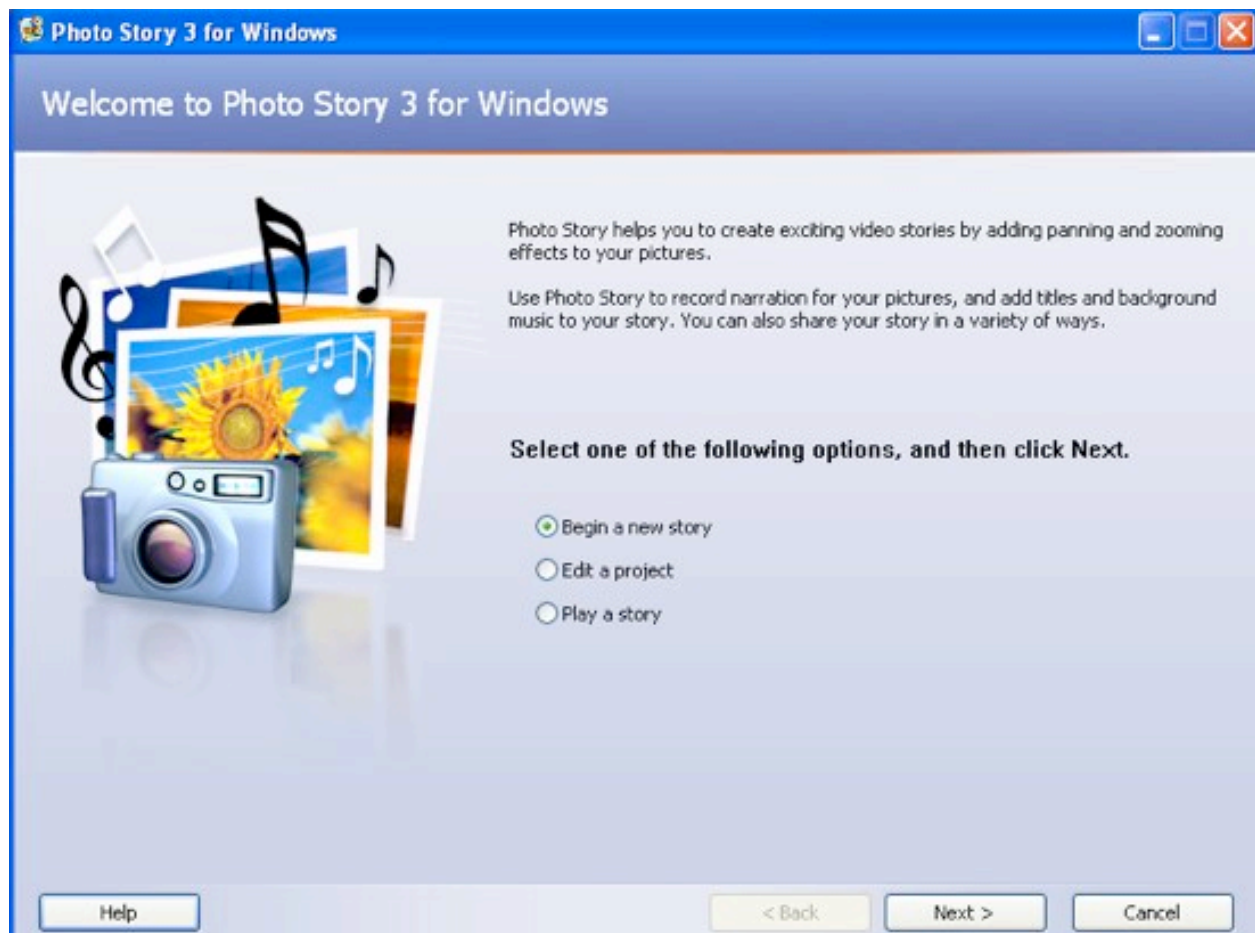 Photo Story 3 for Windows
Welcome to Photo Story 3 for Windows
Photo Story helps you to create exciting video stories by adding panning and zooming
effects to your pictures.
Use Photo Story to record narration for your pictures, and add titles and background
music to your story. You can also share your story in a variety of ways.
Select one of the following options, and then click Next.
Begin a new story
Edit a project
Play a story
Help
< Back
Next >
Cancel